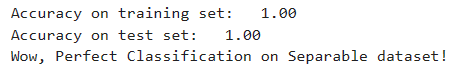 Accuracy on training set:   1.00
Accuracy on test set:   1.00
Wow, Perfect Classification on Separable dataset!